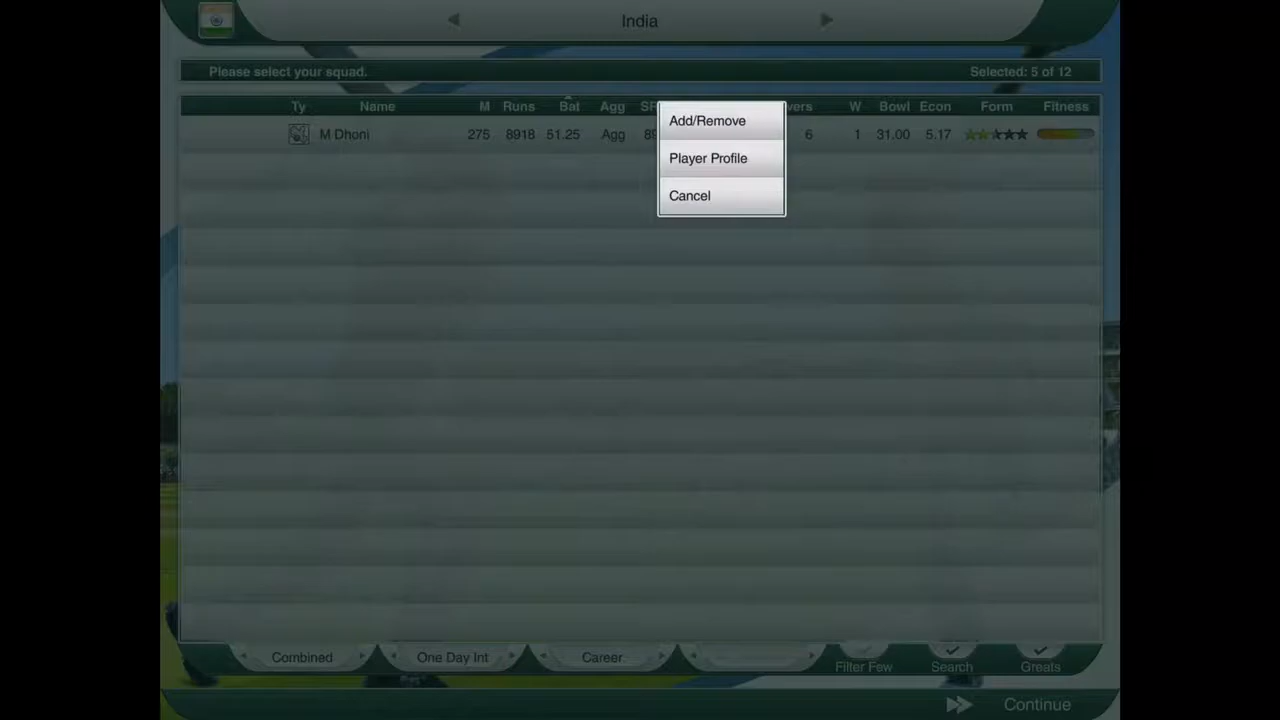 India
Please select your squad. Selected: 5 of 12
Ty Name M Runs Bat Agg W Bowl Econ Form Fitness
M Dhoni 275 8918 51.25 Agg 6 1 31.00 5.17
Add/Remove
Player Profile
Cancel
Combined One Day Int Career Filter Few Search Greats
Continue